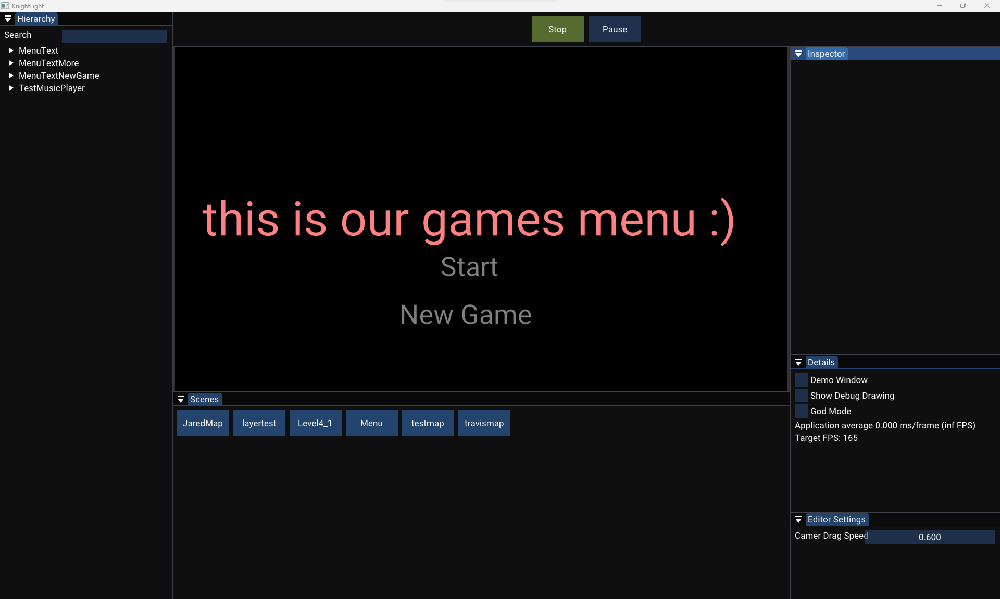 KnightLight
Hierarchy
Search
MenuText
MenuTextMore
MenuTextNewGame
TestMusicPlayer
Stop
Pause
this is our games menu :)
Start
New Game
Scenes
JaredMap
layertest
Level4_1
Menu
testmap
travismap
Inspector
Details
Demo Window
Show Debug Drawing
God Mode
Application average 0.000 ms/frame (inf FPS)
Target FPS: 165
Editor Settings
Camer Drag Speed
0.600